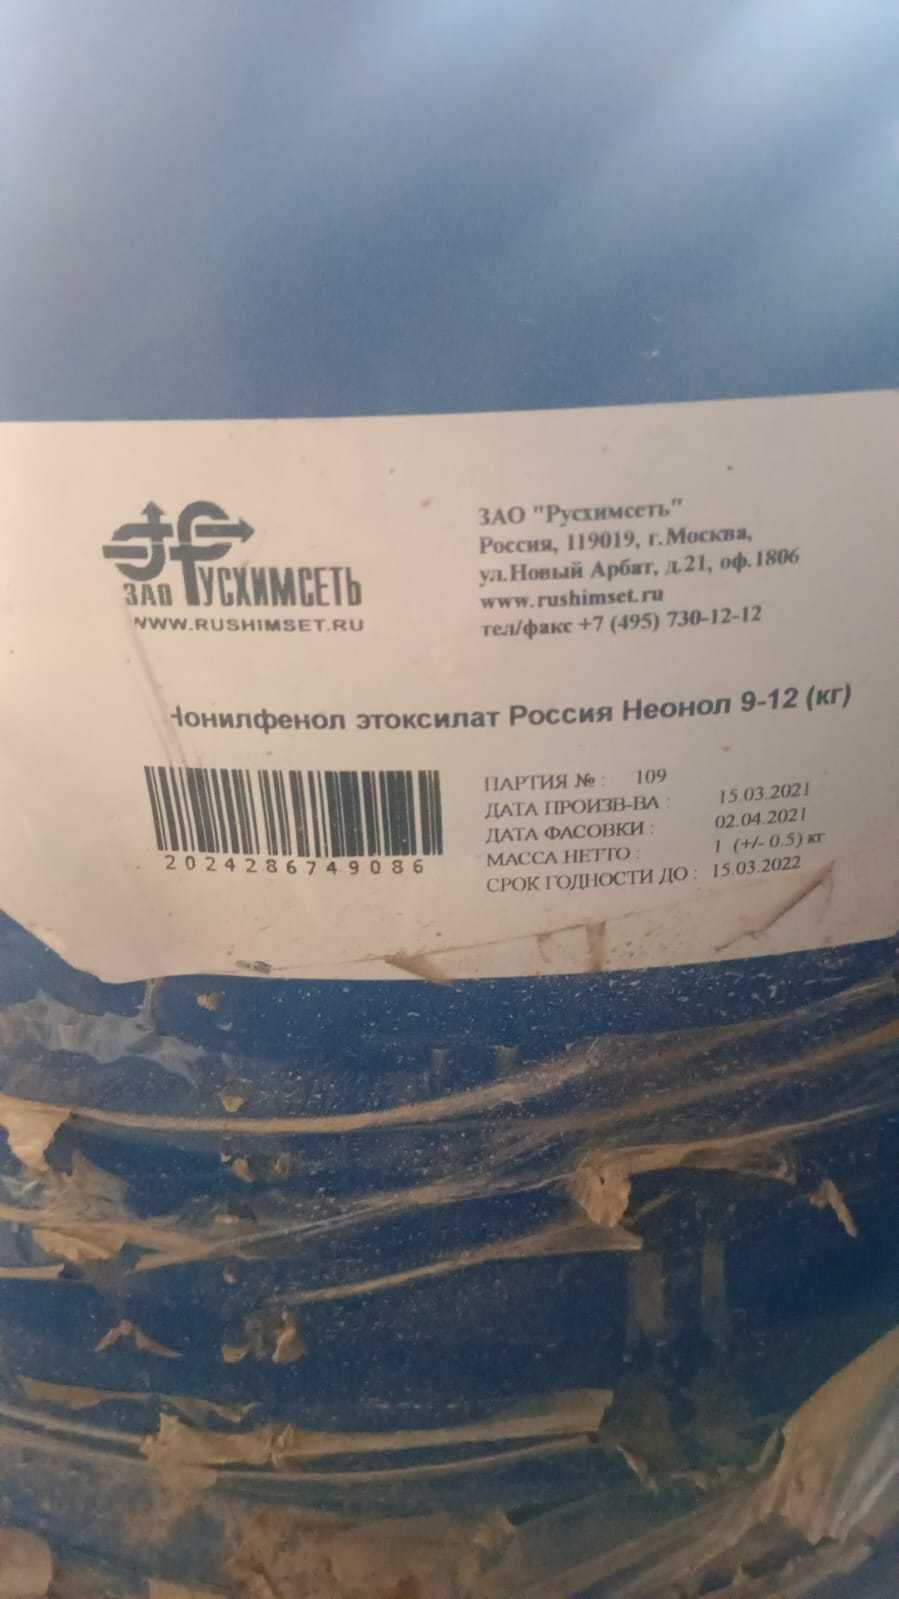 ЗАО РУСХИМСЕТЬ
WWW.RUSHIMSET.RU
ЗАО "Русхимсеть"
Россия, 119019, г.Москва,
ул.Новый Арбат, д.21, оф.1806
www.rushimset.ru
тел/факс +7 (495) 730-12-12
Нонилфенол этоксилат Россия Неонол 9-12 (кг)
2024286749086
ПАРТИЯ № : 109
ДАТА ПРОИЗВ-ВА : 15.03.2021
ДАТА ФАСОВКИ : 02.04.2021
МАССА НЕТТО : 1 (+/- 0.5) кг
СРОК ГОДНОСТИ ДО : 15.03.2022